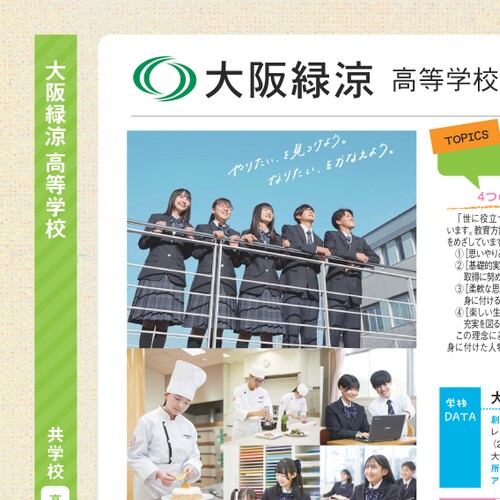 大阪緑涼高等学校
共学校
大阪緑涼 高等学校
やりたい、を見つけよう。
なりたい、をかなえよう。
TOPICS
4つの
「世に役立つ
います。教育方
をめざしています
①［思いやり
②［基礎的実
取得に努め
③［柔軟な思
身に付ける
④［楽しい生
充実を図る
この理念に
身に付けた人
学校
DATA
創
レ
(2
大
所
ア